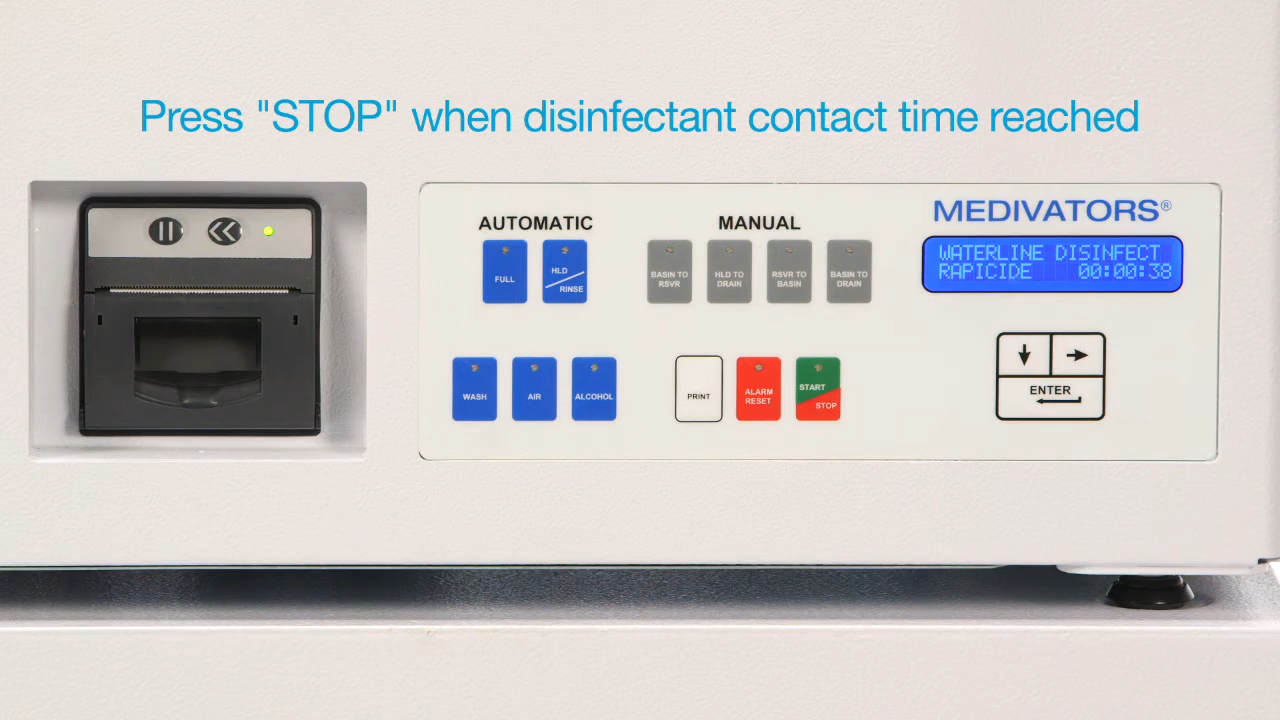 Press "STOP" when disinfectant contact time reached
AUTOMATIC
FULL
HLD
RINSE
WASH
AIR
ALCOHOL
MANUAL
BASIN TO
RSVR
HLD TO
DRAIN
RSVR TO
BASIN
BASIN TO
DRAIN
PRINT
ALARM
RESET
START
STOP
MEDIVATORS®
WATERLINE DISINFECT
RAPICIDE 00:00:38
ENTER